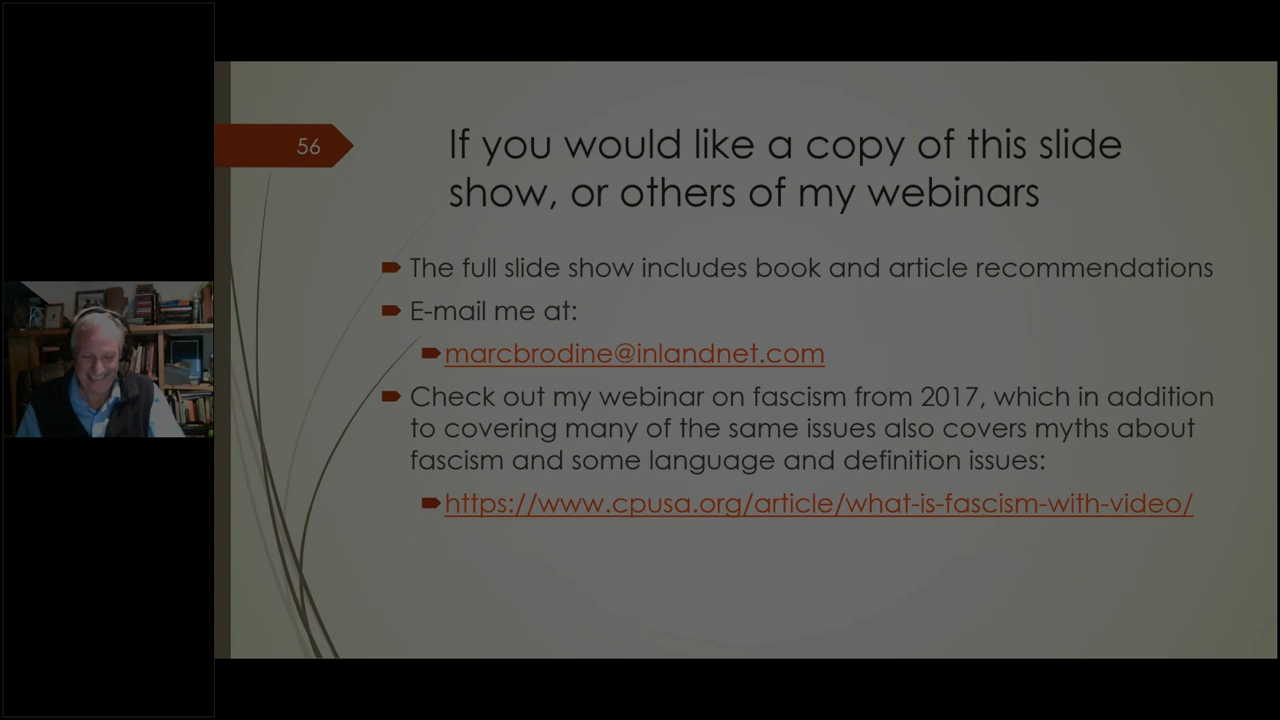 56
If you would like a copy of this slide
show, or others of my webinars
The full slide show includes book and article recommendations
E-mail me at:
marcbrodine@inlandnet.com
Check out my webinar on fascism from 2017, which in addition
to covering many of the same issues also covers myths about
fascism and some language and definition issues:
https://www.cpusa.org/article/what-is-fascism-with-video/